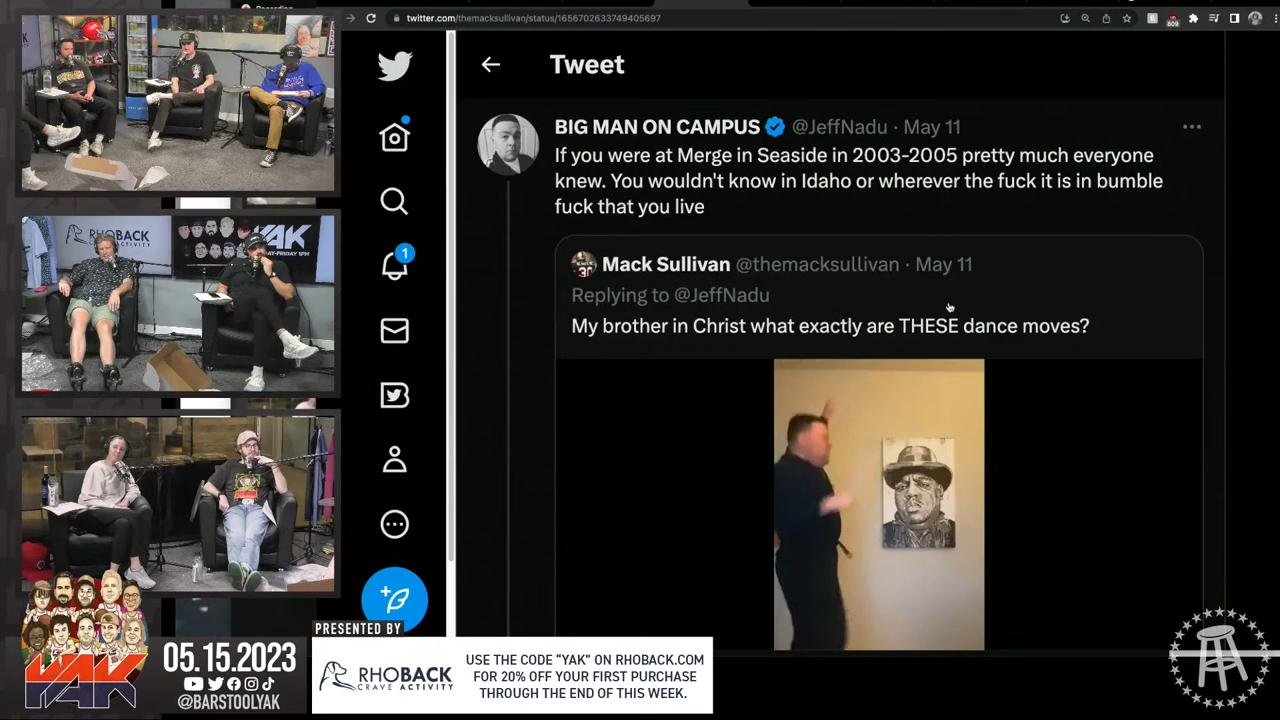 twitter.com/themacksullivan/status/1656702633749405697
Tweet
BIG MAN ON CAMPUS @JeffNadu · May 11
If you were at Merge in Seaside in 2003-2005 pretty much everyone
knew. You wouldn't know in Idaho or wherever the fuck it is in bumble
fuck that you live
Mack Sullivan @themacksullivan · May 11
Replying to @JeffNadu
My brother in Christ what exactly are THESE dance moves?
1
RHOBACK
YAK
PRESENTED BY
YAK
05.15.2023
@BARSTOOLYAK
RHOBACK
CRAVE ACTIVITY
USE THE CODE "YAK" ON RHOBACK.COM
FOR 20% OFF YOUR FIRST PURCHASE
THROUGH THE END OF THIS WEEK.